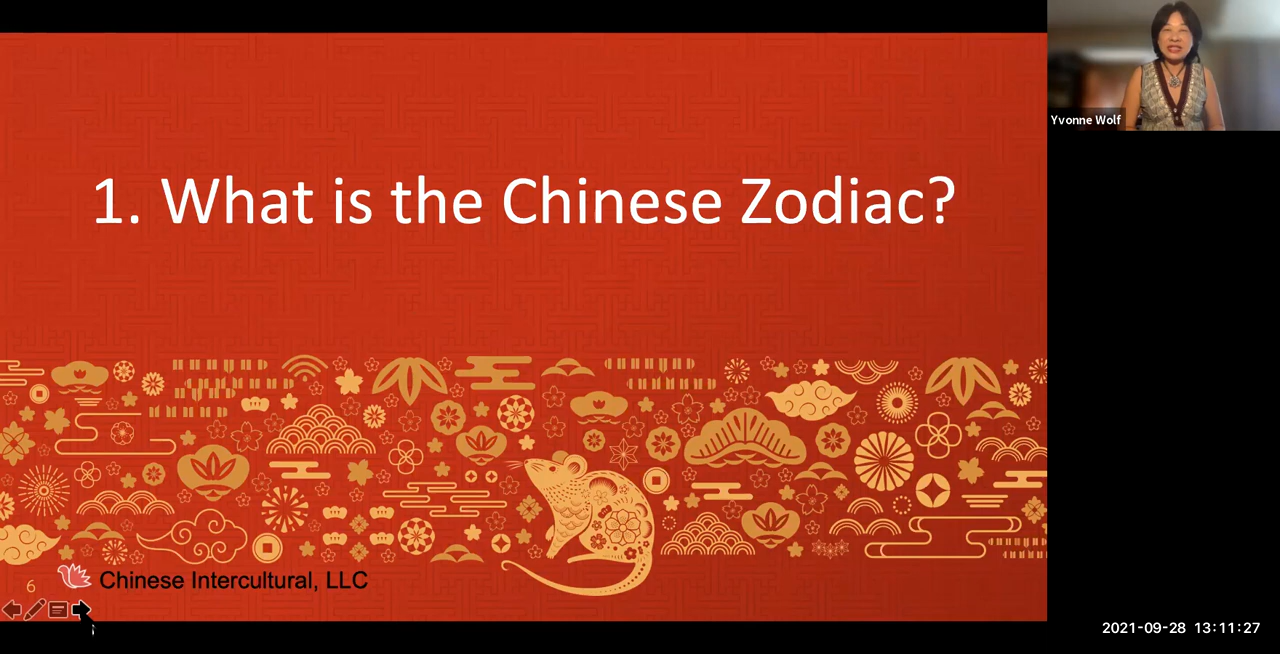 1. What is the Chinese Zodiac?
Yvonne Wolf
6
Chinese Intercultural, LLC
2021-09-28 13:11:27